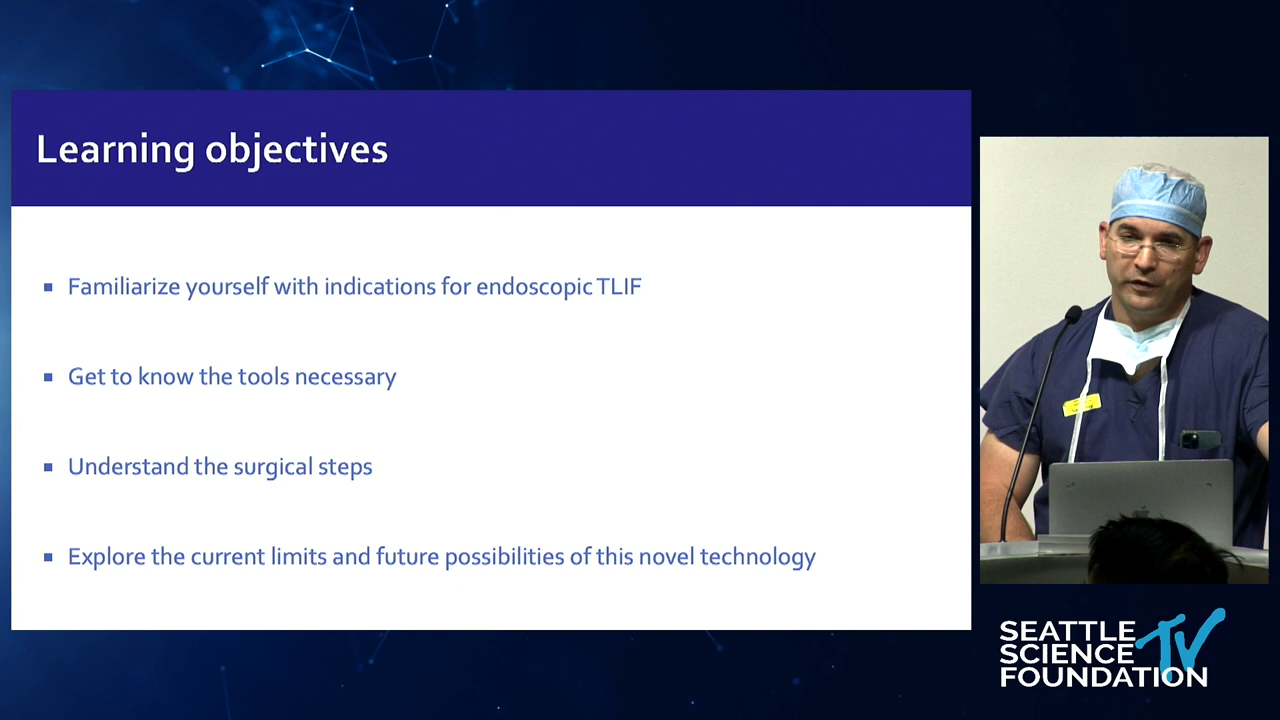 Learning objectives
Familiarize yourself with indications for endoscopic TLIF
Get to know the tools necessary
Understand the surgical steps
Explore the current limits and future possibilities of this novel technology
SEATTLE
SCIENCE
FOUNDATION
TV